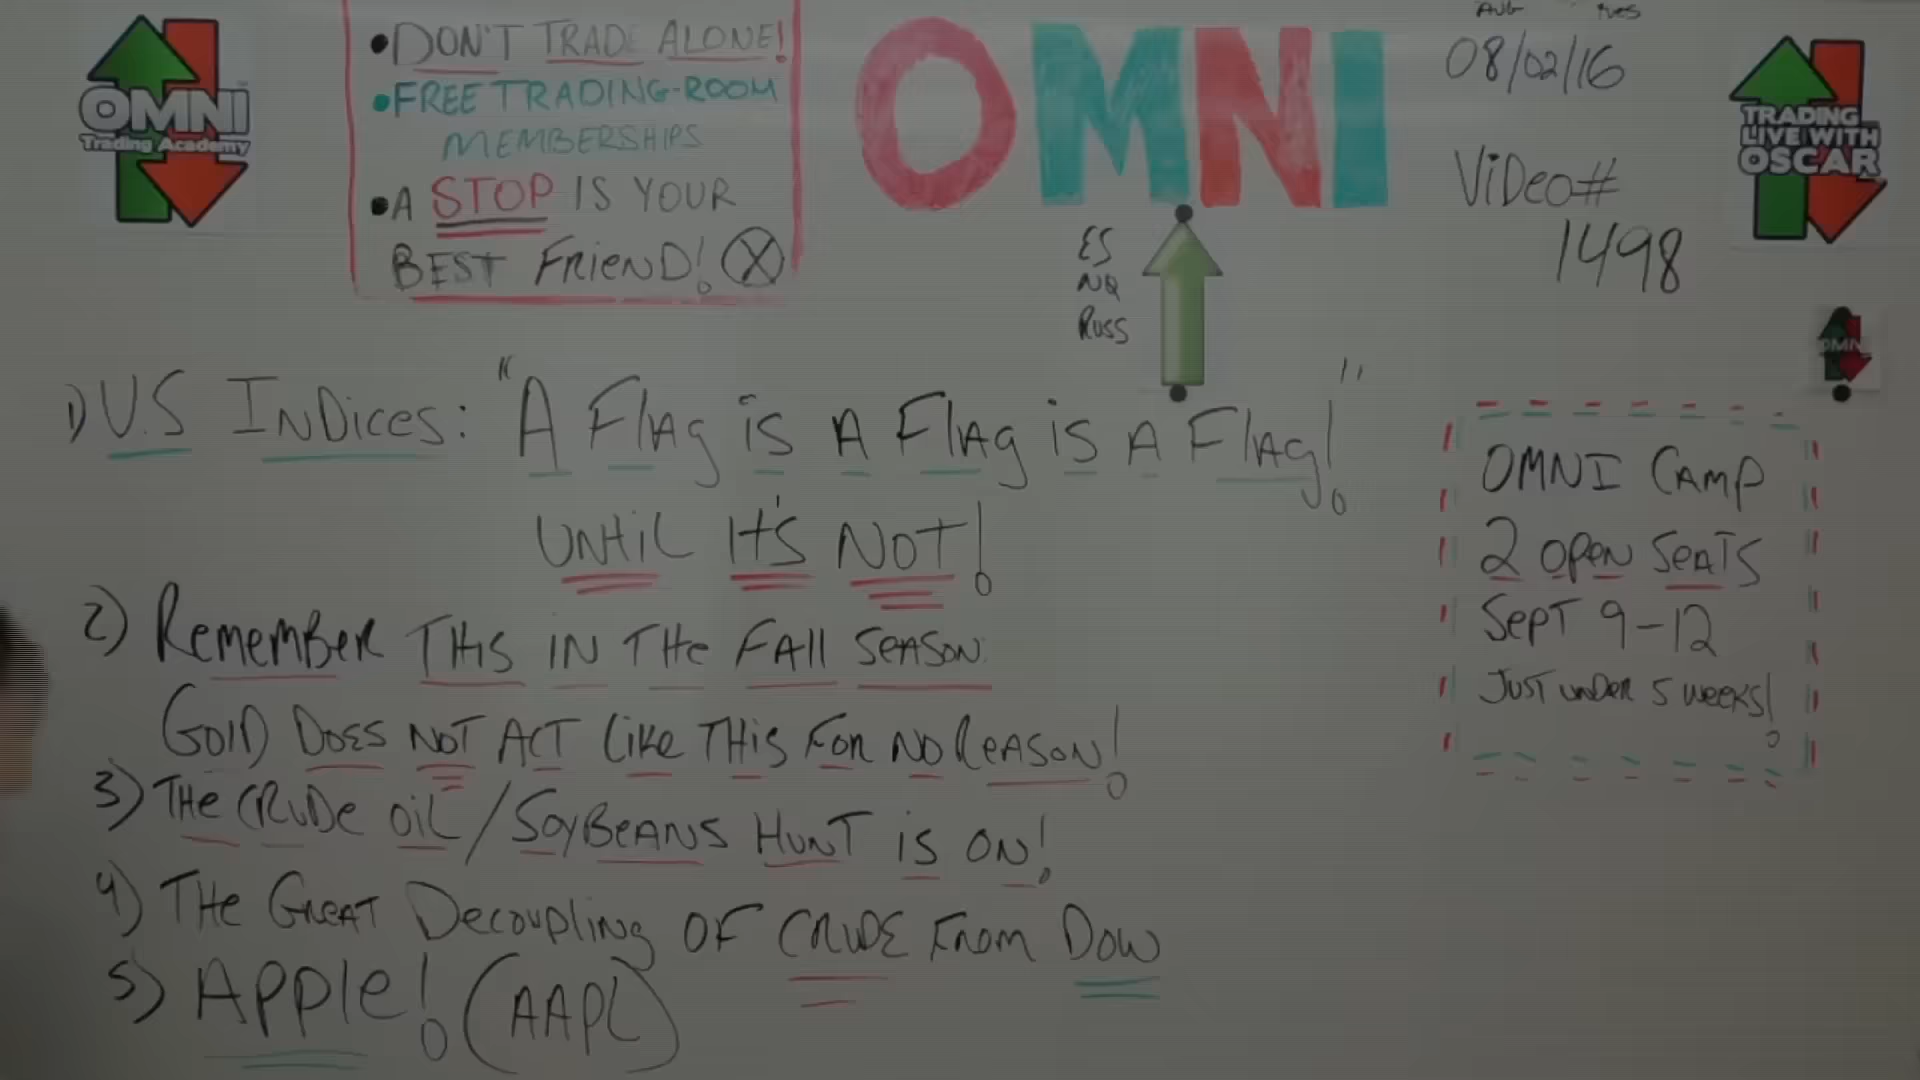 OMNI
Trading Academy
• DON'T TRADE ALONE!
• FREE TRADING-ROOM
MEMBERSHIPS
• A STOP IS YOUR
BEST FRIEND!
OMNI
ES
NQ
RUSS
AUG TUES
08/02/16
VIDEO#
1498
TRADING
LIVE WITH
OSCAR
OMNI
1) U.S INDICES: "A FLAG IS A FLAG IS A FLAG!"
UNTIL IT'S NOT!
2) REMEMBER THIS IN THE FALL SEASON:
GOLD DOES NOT ACT LIKE THIS FOR NO REASON!
3) THE CRUDE OIL/SOYBEANS HUNT IS ON!
4) THE GREAT DECOUPLING OF CRUDE FROM DOW
5) APPLE! (AAPL)
OMNI CAMP
2 OPEN SEATS
SEPT 9-12
JUST UNDER 5 WEEKS!